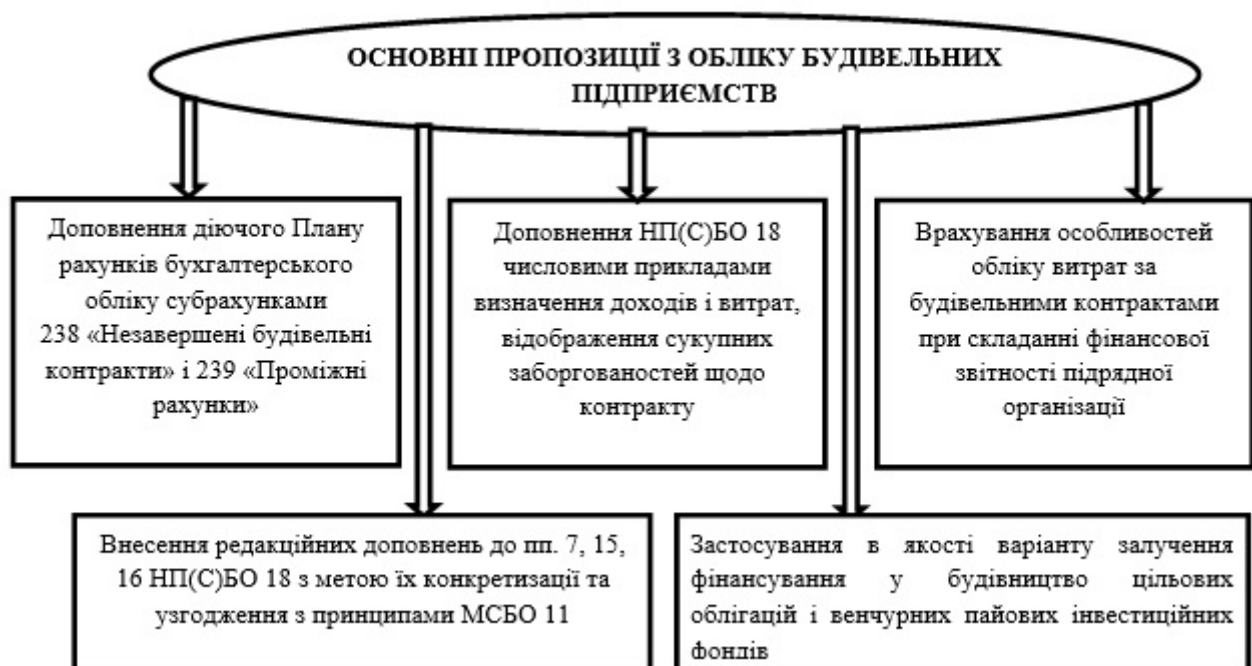 ОСНОВНІ ПРОПОЗИЦІЇ З ОБЛІКУ БУДІВЕЛЬНИХ
ПІДПРИЄМСТВ
Доповнення діючого Плану
рахунків бухгалтерського
обліку субрахунками
238 «Незавершені будівельні
контракти» і 239 «Проміжні
рахунки»
Доповнення НП(С)БО 18
числовими прикладами
визначення доходів і витрат,
відображення сукупних
заборгованостей щодо
контракту
Врахування особливостей
обліку витрат за
будівельними контрактами
при складанні фінансової
звітності підрядної
організації
Внесення редакційних доповнень до пп. 7, 15,
16 НП(С)БО 18 з метою їх конкретизації та
узгодження з принципами МСБО 11
Застосування в якості варіанту залучення
фінансування у будівництво цільових
облігацій і венчурних пайових інвестиційних
фондів